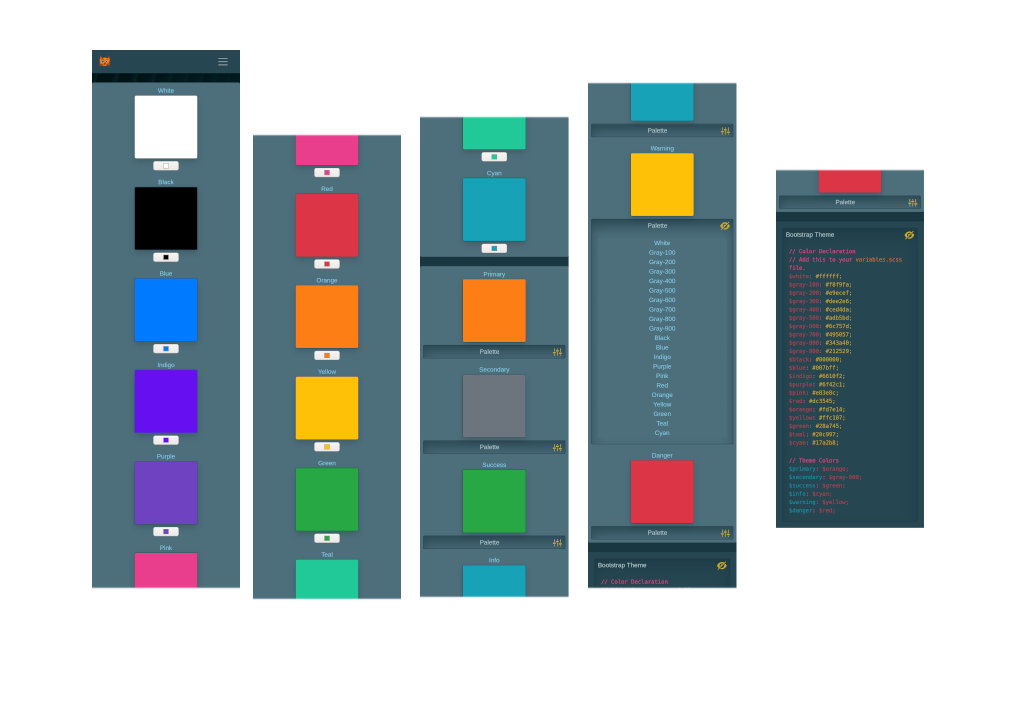 White
Black
Blue
Indigo
Purple
Pink
Red
Orange
Yellow
Green
Teal
Cyan
Primary
Palette
Secondary
Palette
Success
Palette
Info
Palette
Warning
Palette
White
Gray-100
Gray-200
Gray-300
Gray-400
Gray-500
Gray-600
Gray-700
Gray-800
Gray-900
Black
Blue
Indigo
Purple
Pink
Red
Orange
Yellow
Green
Teal
Cyan
Danger
Palette
Bootstrap Theme
// Color Declaration
Palette
Bootstrap Theme
// Color Declaration
// Add this to your variables.scss
file.
$white: #ffffff;
$gray-100: #f8f9fa;
$gray-200: #e9ecef;
$gray-300: #dee2e6;
$gray-400: #ced4da;
$gray-500: #adb5bd;
$gray-600: #6c757d;
$gray-700: #495057;
$gray-800: #343a40;
$gray-900: #212529;
$black: #000000;
$blue: #007bff;
$indigo: #6610f2;
$purple: #6f42c1;
$pink: #e83e8c;
$red: #dc3545;
$orange: #fd7e14;
$yellow: #ffc107;
$green: #28a745;
$teal: #20c997;
$cyan: #17a2b8;
// Theme Colors
$primary: $orange;
$secondary: $gray-600;
$success: $green;
$info: $cyan;
$warning: $yellow;
$danger: $red;